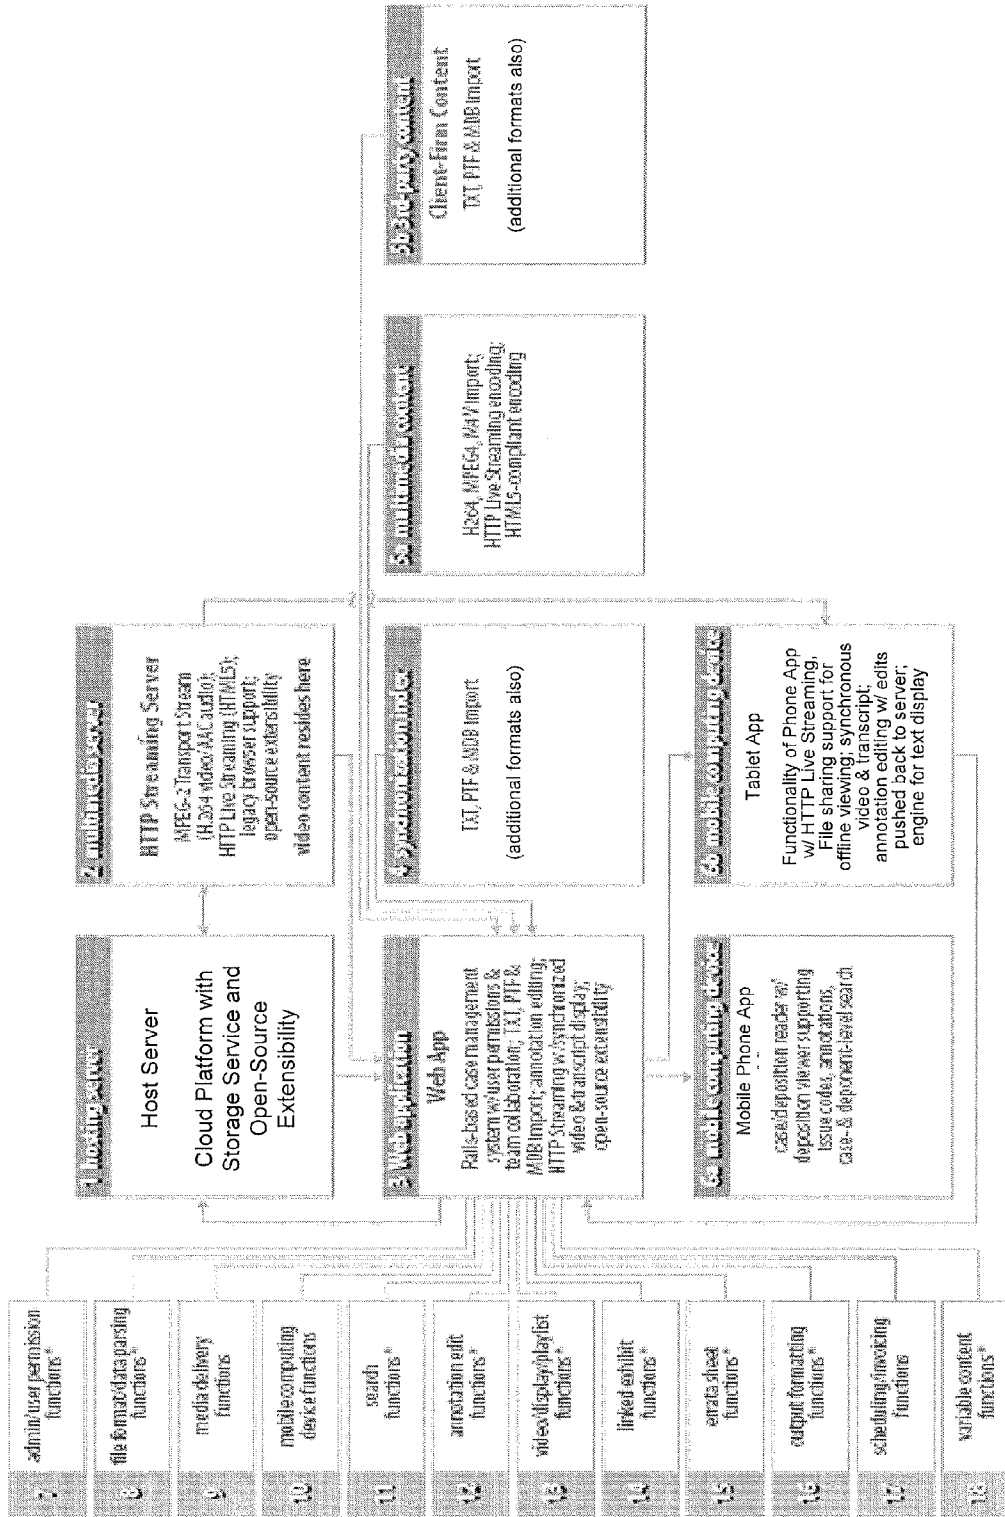 7
admin/user permission
functions*
8
file format/data parsing
functions*
9
media delivery
functions
10
mobile computing
device functions
11
search
functions*
12
annotation edit
functions*
13
video/display/playlist
functions*
14
linked exhibit
functions*
15
errata sheet
functions*
16
output formatting
functions*
17
scheduling/invoicing
functions
18
variable content
functions*
1 hosting server
Host Server
Cloud Platform with
Storage Service and
Open-Source
Extensibility
2 multimedia server
HTTP Streaming Server
MPEG-2 Transport Stream
(H.264 video/AAC audio);
HTTP Live Streaming (HTML5);
legacy browser support;
open-source extensibility
video content resides here
3 Web application
Web App
Rails-based case management
system w/user permissions &
team collaboration; TXT, PTF &
MDB Import; annotation editing;
HTTP Streaming w/synchronized
video & transcript display;
open-source extensibility
4 synchronization index
TXT, PTF & MDB Import
(additional formats also)
5a multimedia content
H264, MPEG4, M4V Import;
HTTP Live Streaming encoding;
HTML5-compliant encoding
5b 3rd-party content
Client-Firm Content
TXT, PTF & MDB Import
(additional formats also)
6a mobile computing device
Mobile Phone App
case/deposition reader w/
deposition viewer supporting
issue codes, annotations,
case- & deponent-level search
6b mobile computing device
Tablet App
Functionality of Phone App
w/ HTTP Live Streaming,
File sharing support for
offline viewing; synchronous
video & transcript;
annotation editing w/ edits
pushed back to server;
engine for text display